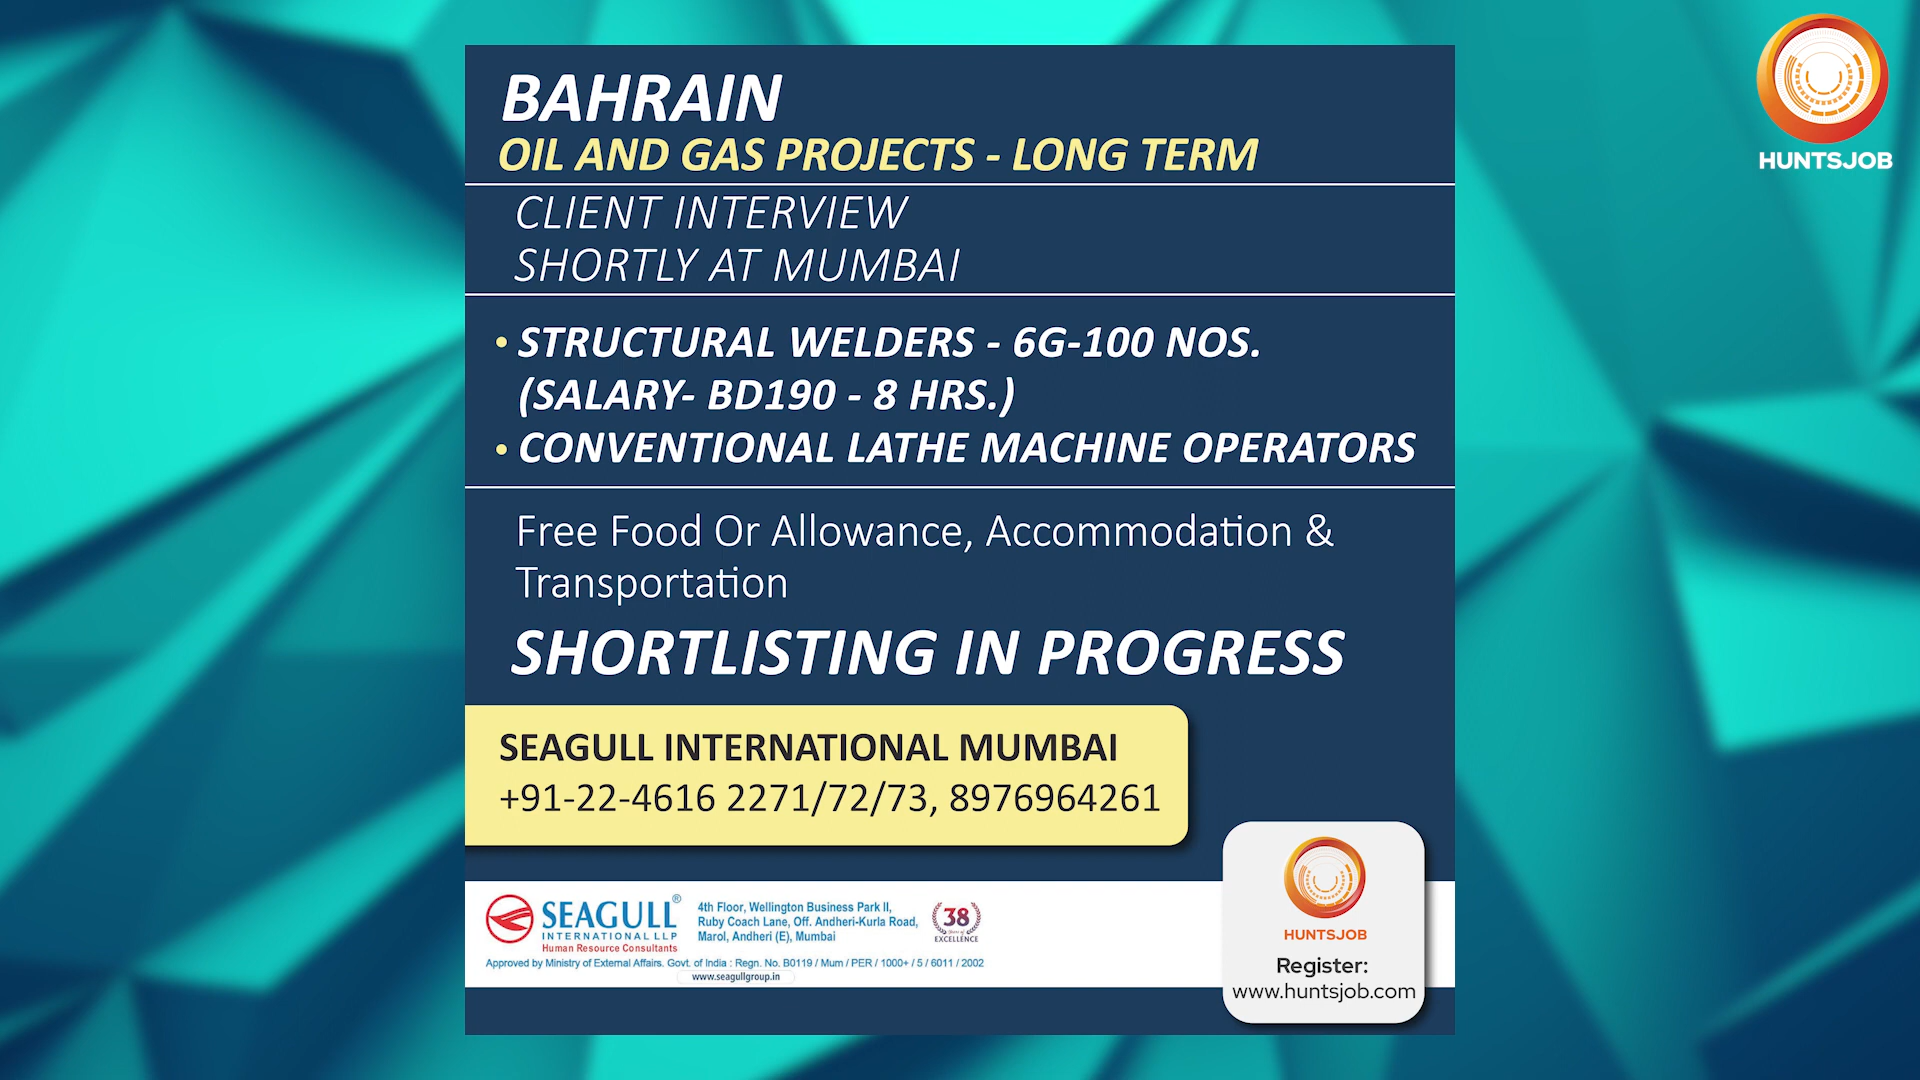 HUNTSJOB
BAHRAIN
OIL AND GAS PROJECTS - LONG TERM
CLIENT INTERVIEW
SHORTLY AT MUMBAI
• STRUCTURAL WELDERS - 6G-100 NOS.
(SALARY- BD190 - 8 HRS.)
• CONVENTIONAL LATHE MACHINE OPERATORS
Free Food Or Allowance, Accommodation &
Transportation
SHORTLISTING IN PROGRESS
SEAGULL INTERNATIONAL MUMBAI
+91-22-4616 2271/72/73, 8976964261
SEAGULL®
INTERNATIONAL LLP
Human Resource Consultants
4th Floor, Wellington Business Park II,
Ruby Coach Lane, Off. Andheri-Kurla Road,
Marol, Andheri (E), Mumbai
38
Years of
EXCELLENCE
Approved by Ministry of External Affairs. Govt. of India : Regn. No. B0119 / Mum / PER / 1000+ / 5 / 6011 / 2002
www.seagullgroup.in
HUNTSJOB
Register:
www.huntsjob.com